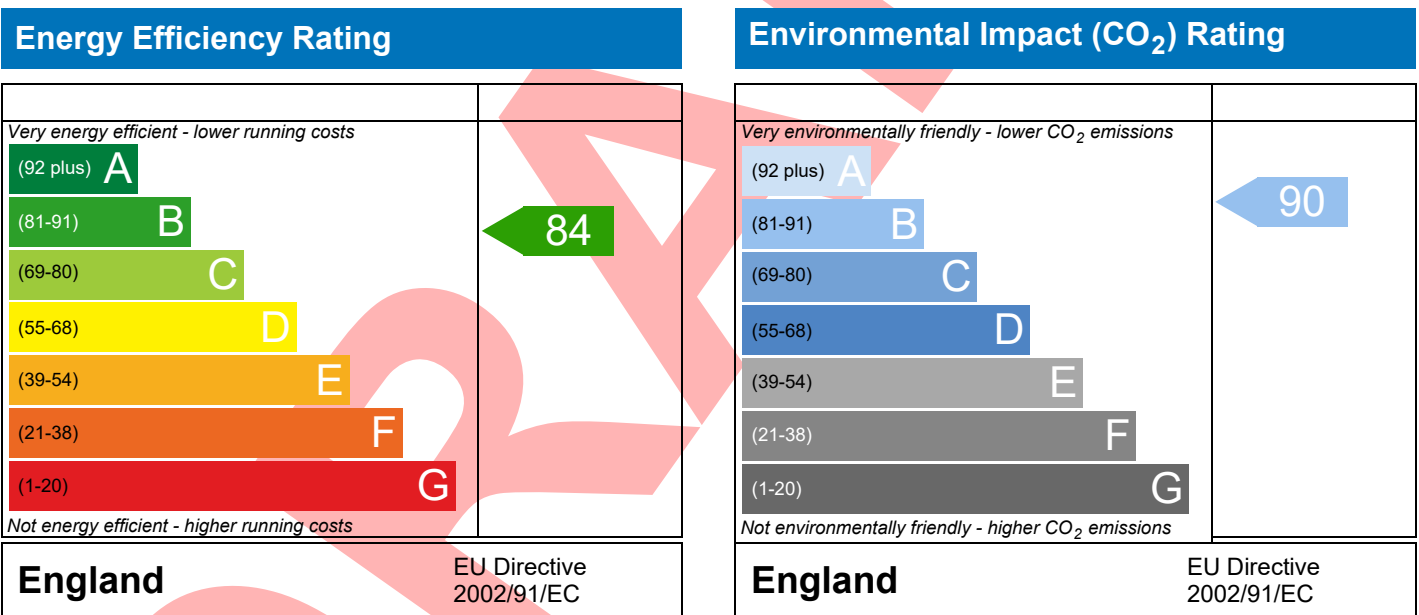 Energy Efficiency Rating
Very energy efficient - lower running costs
(92 plus) A
(81-91) B
84
(69-80) C
(55-68) D
(39-54) E
(21-38) F
(1-20) G
Not energy efficient - higher running costs
England
EU Directive
2002/91/EC
Environmental Impact (CO2) Rating
Very environmentally friendly - lower CO2 emissions
(92 plus) A
(81-91) B
90
(69-80) C
(55-68) D
(39-54) E
(21-38) F
(1-20) G
Not environmentally friendly - higher CO2 emissions
England
EU Directive
2002/91/EC